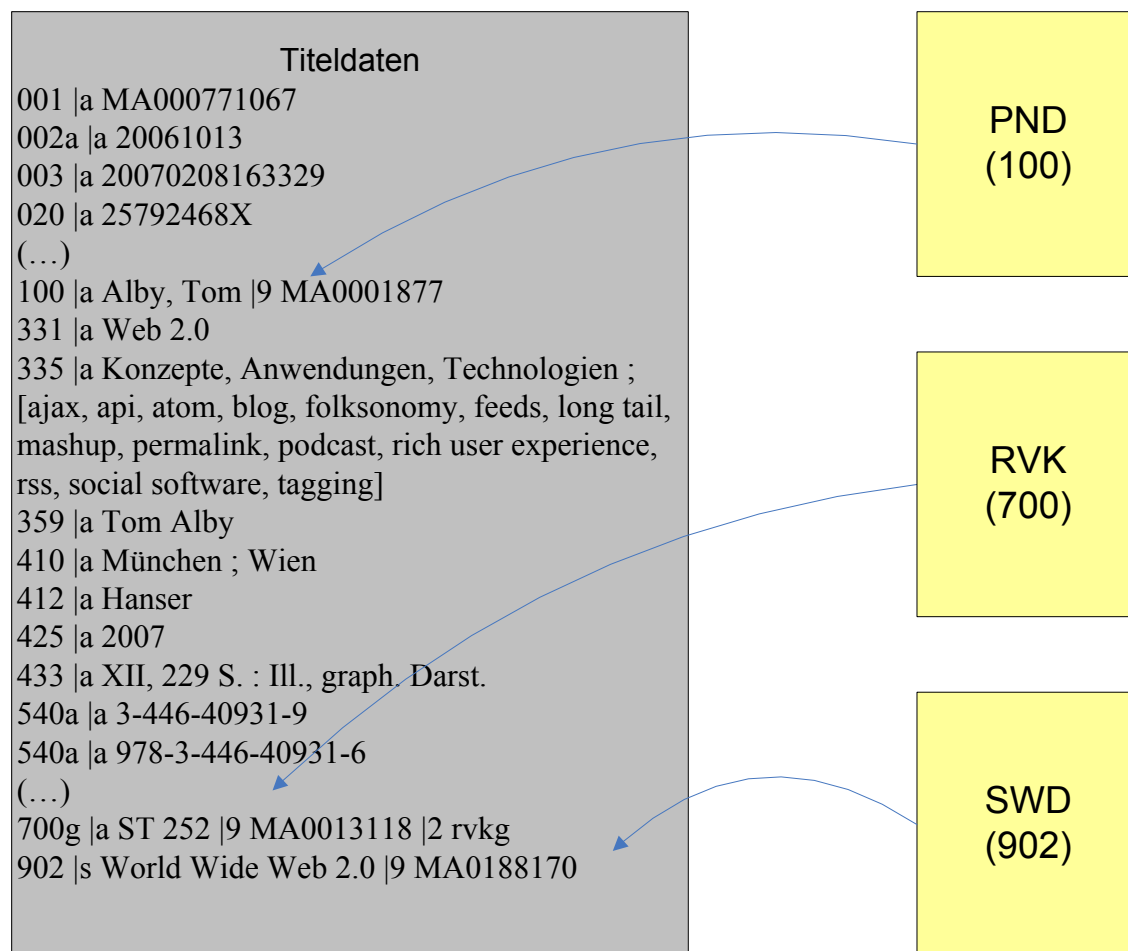 Titeldaten
001 |a MA000771067
002a |a 20061013
003 |a 20070208163329
020 |a 25792468X
(…)
100 |a Alby, Tom |9 MA0001877
331 |a Web 2.0
335 |a Konzepte, Anwendungen, Technologien ;
[ajax, api, atom, blog, folksonomy, feeds, long tail,
mashup, permalink, podcast, rich user experience,
rss, social software, tagging]
359 |a Tom Alby
410 |a München ; Wien
412 |a Hanser
425 |a 2007
433 |a XII, 229 S. : Ill., graph. Darst.
540a |a 3-446-40931-9
540a |a 978-3-446-40931-6
(…)
700g |a ST 252 |9 MA0013118 |2 rvkg
902 |s World Wide Web 2.0 |9 MA0188170
PND
(100)
RVK
(700)
SWD
(902)